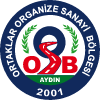 ORTAKLAR ORGANİZE SANAYİ BÖLGESİ
OSB
AYDIN
2001